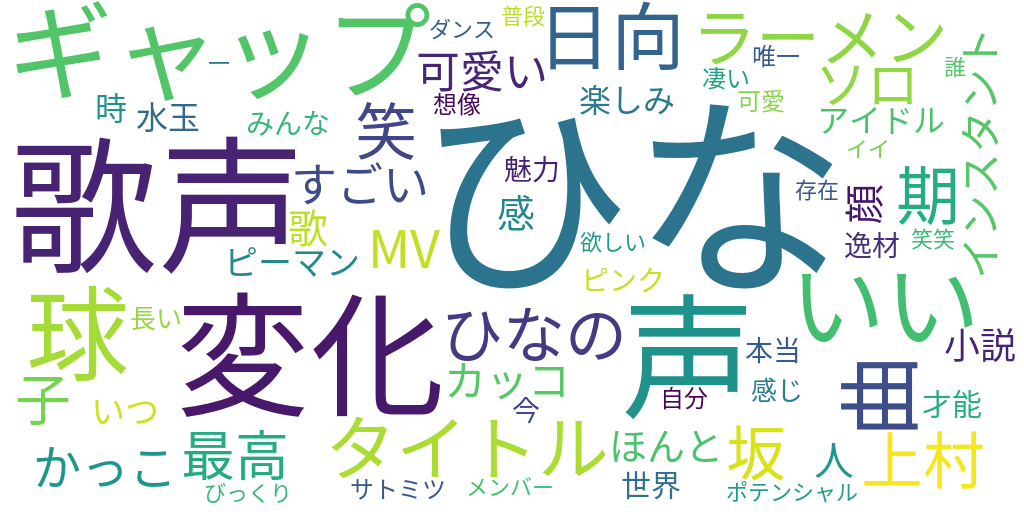 ギャップ
ダンス
普段
日向
ラーメン
可愛い
一
唯一
誰
ソロ
凄い
想像
時
水玉
みんな
笑
楽しみ
可愛
アイドル
インスタント
イイ
歌声
ひな
すごい
魅力
存在
顔
期
歌
感
欲しい
逸材
笑笑
ピーマン
MV
ピンク
いい
球
長い
変化
ひなの
声
本当
小説
子
いつ
カッコ
今
自分
感じ
曲
才能
かっこ
最高
タイトル
ほんと
坂
人
上村
びっくり
サトミツ
メンバー
世界
ポテンシャル